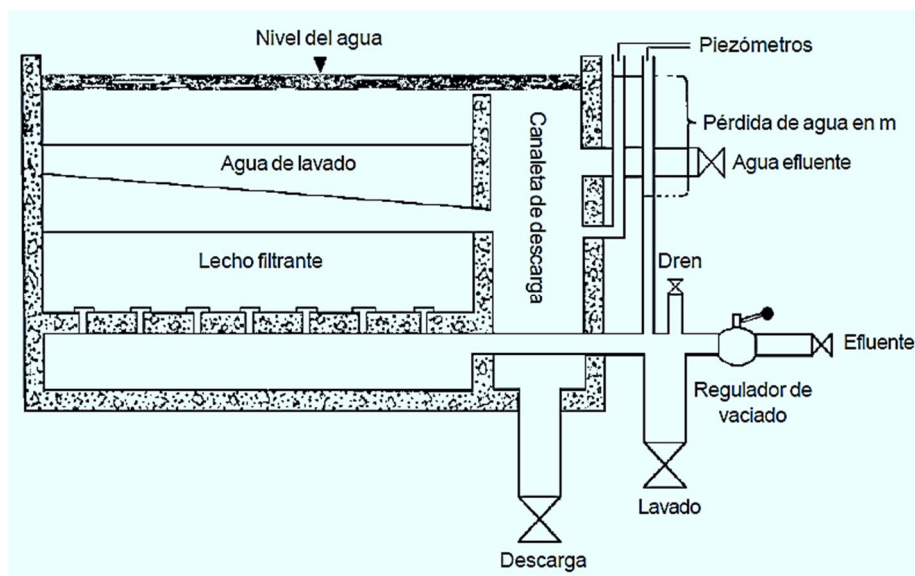 Nivel del agua
Piezómetros
Pérdida de agua en m
Agua efluente
Agua de lavado
Canaleta de descarga
Lecho filtrante
Dren
Efluente
Regulador de
vaciado
Lavado
Descarga